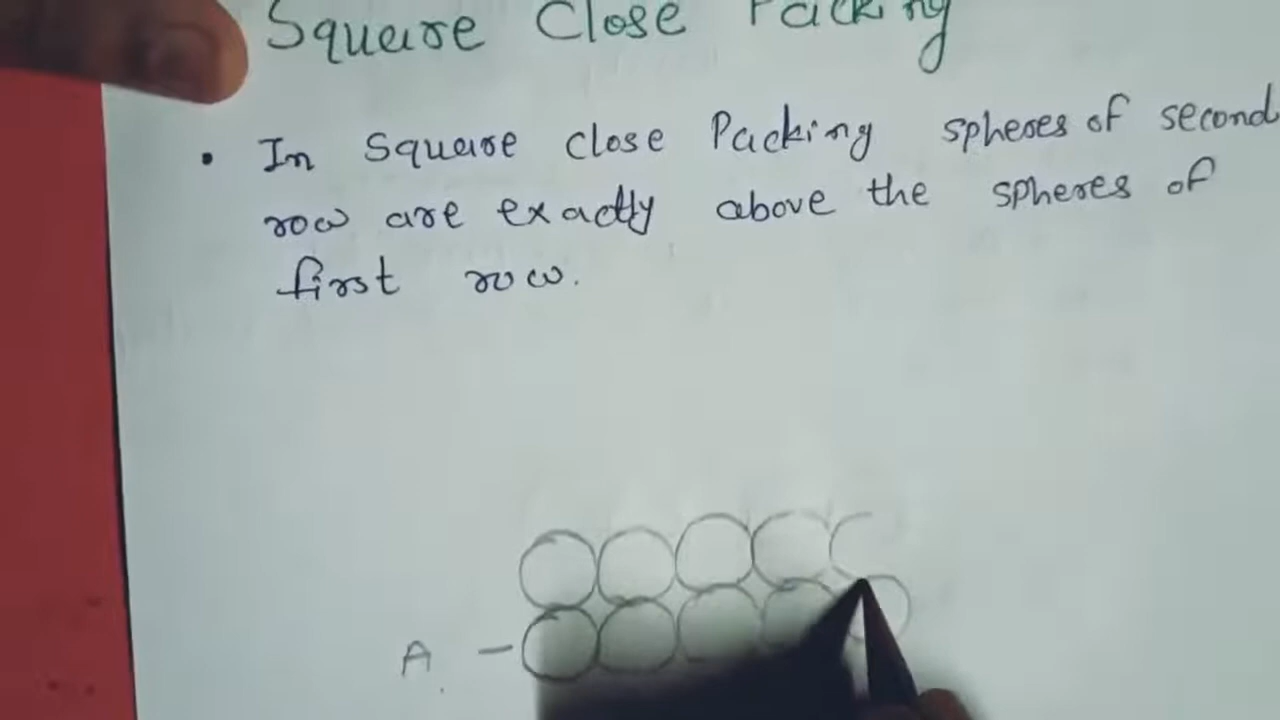 Square Close Packing
• In Square close Packing spheres of second
row are exactly above the spheres of
first row.
A –